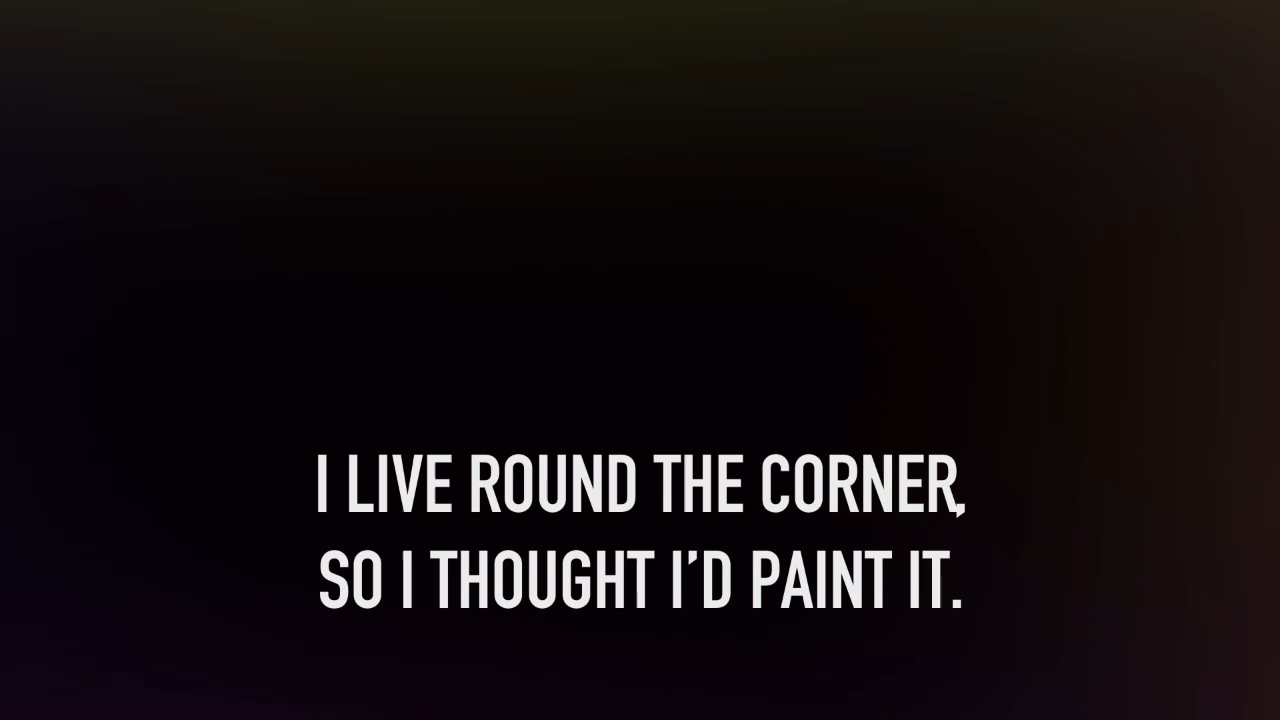 I LIVE ROUND THE CORNER,
SO I THOUGHT I'D PAINT IT.